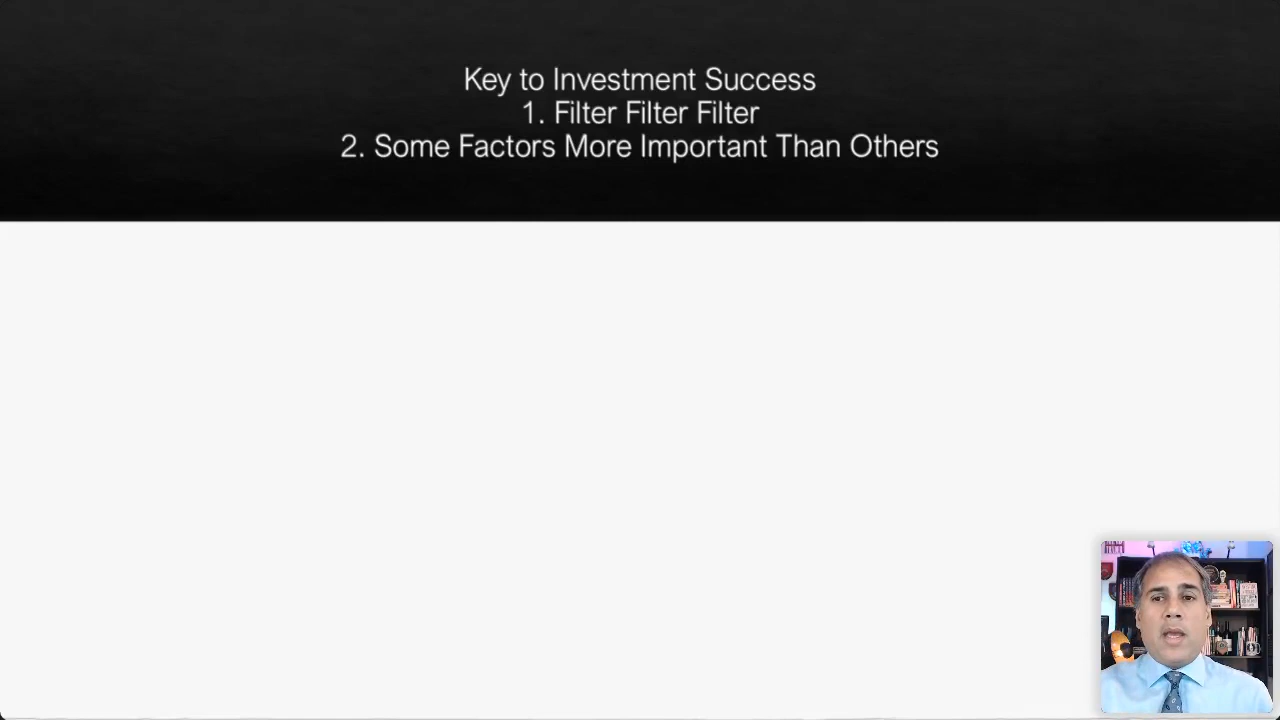 Key to Investment Success
1. Filter Filter Filter
2. Some Factors More Important Than Others